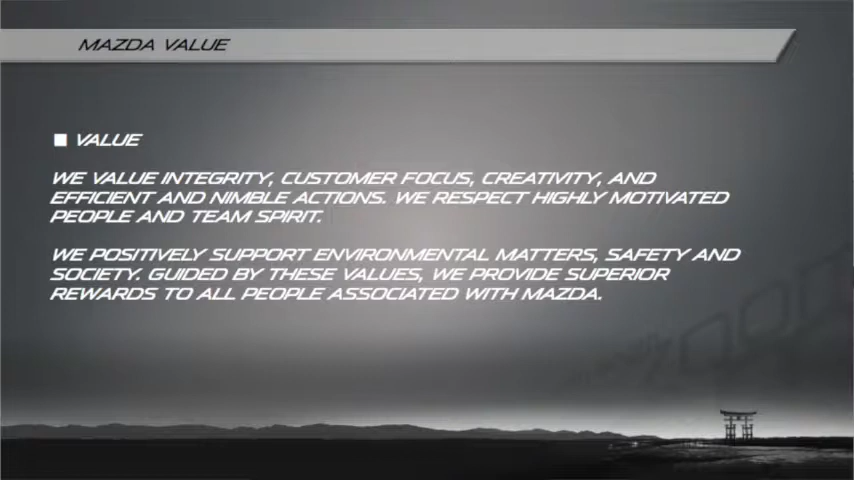 MAZDA VALUE
■ VALUE
WE VALUE INTEGRITY, CUSTOMER FOCUS, CREATIVITY, AND
EFFICIENT AND NIMBLE ACTIONS. WE RESPECT HIGHLY MOTIVATED
PEOPLE AND TEAM SPIRIT.
WE POSITIVELY SUPPORT ENVIRONMENTAL MATTERS, SAFETY AND
SOCIETY. GUIDED BY THESE VALUES, WE PROVIDE SUPERIOR
REWARDS TO ALL PEOPLE ASSOCIATED WITH MAZDA.